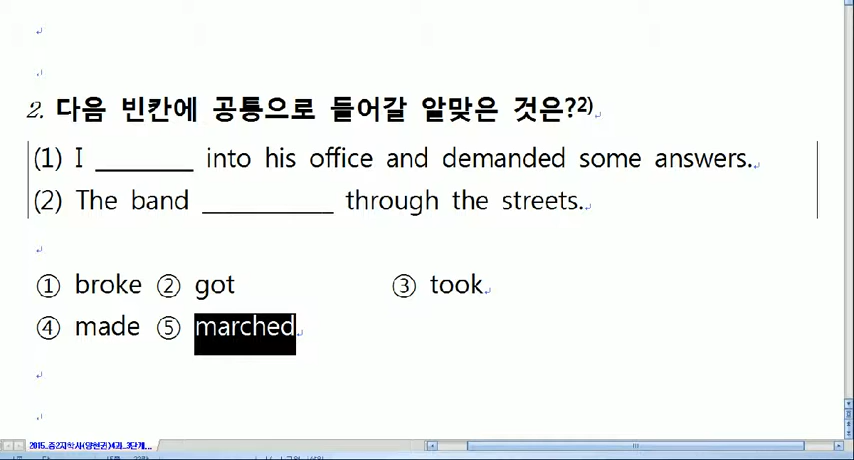 2. 다음 빈칸에 공통으로 들어갈 알맞은 것은?2)
(1) I ________ into his office and demanded some answers.
(2) The band ___________ through the streets.
① broke ② got ③ took
④ made ⑤ marched